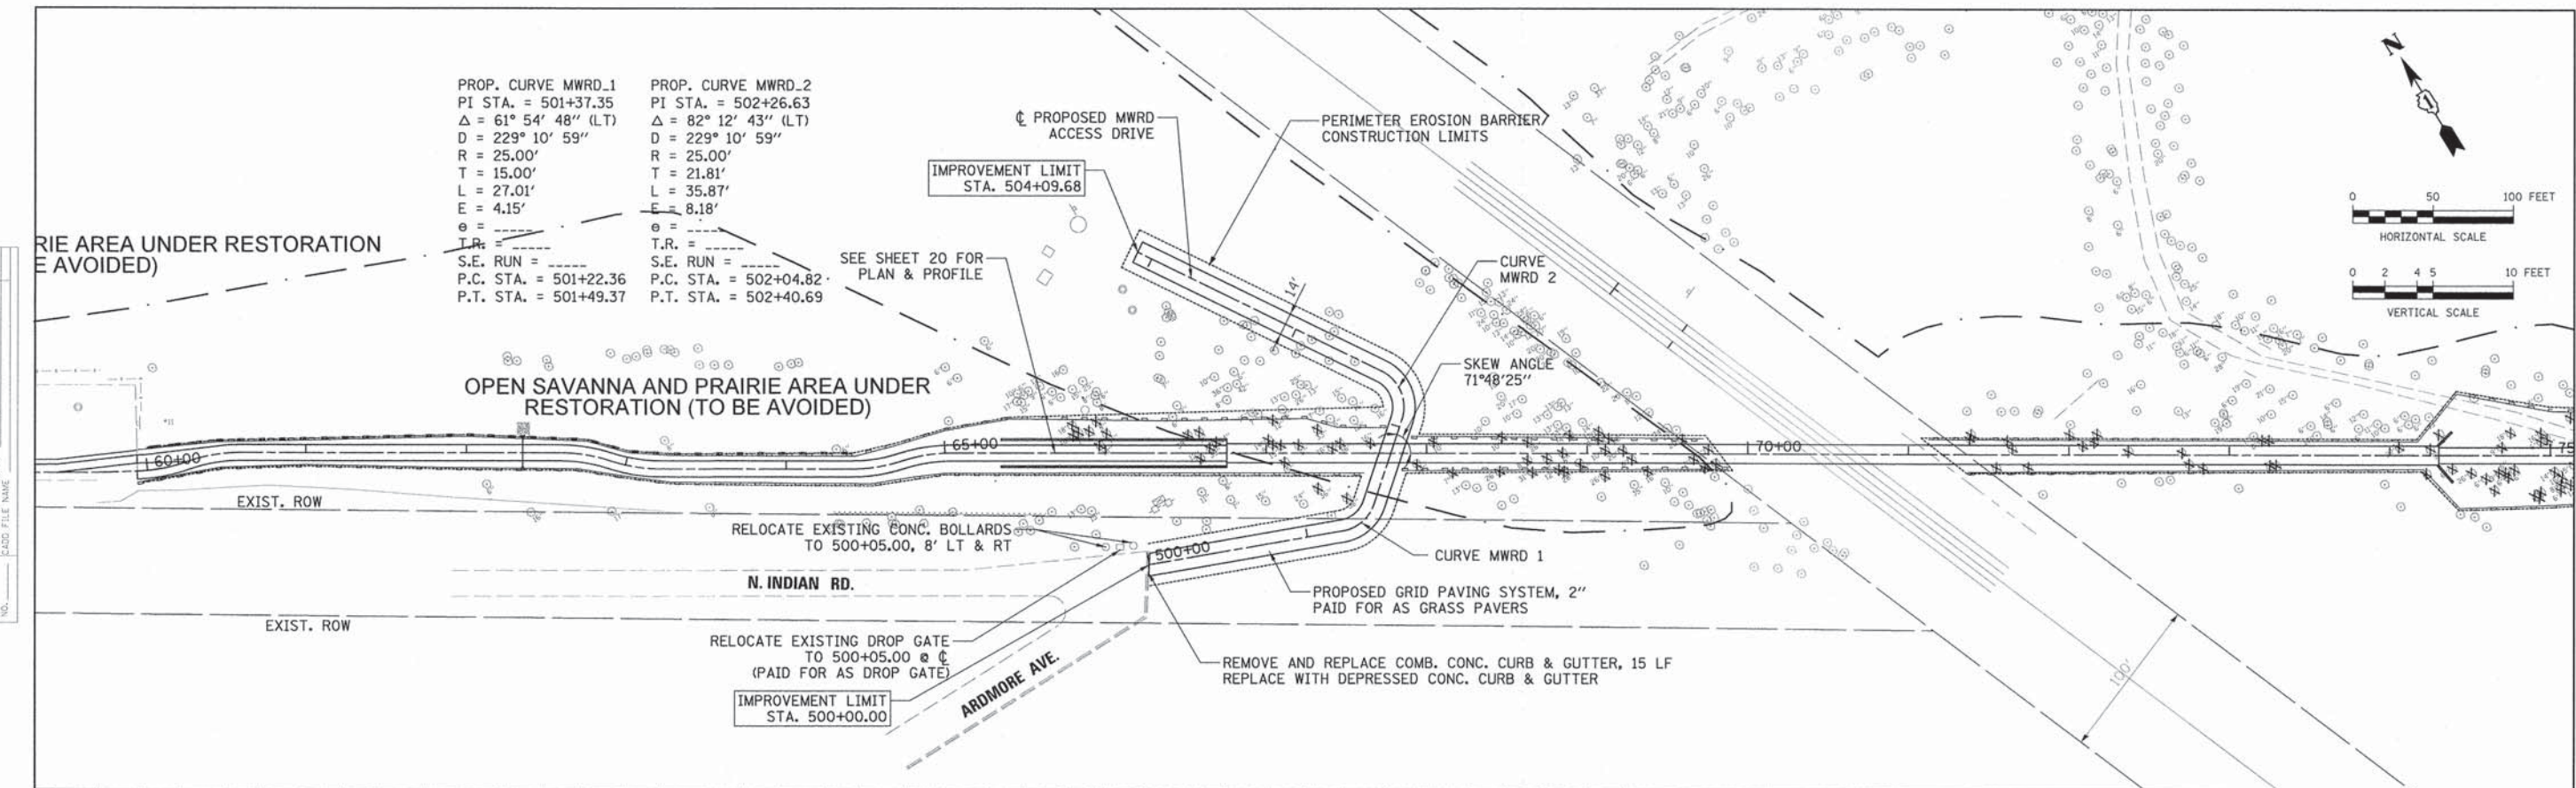 PROP. CURVE MWRD_1
PI STA. = 501+37.35
Δ = 61° 54' 48" (LT)
D = 229° 10' 59"
R = 25.00'
T = 15.00'
L = 27.01'
E = 4.15'
e = _____
T.R. = _____
S.E. RUN = _____
P.C. STA. = 501+22.36
P.T. STA. = 501+49.37
PROP. CURVE MWRD_2
PI STA. = 502+26.63
Δ = 82° 12' 43" (LT)
D = 229° 10' 59"
R = 25.00'
T = 21.81'
L = 35.87'
E = 8.18'
e = _____
T.R. = _____
S.E. RUN = _____
P.C. STA. = 502+04.82
P.T. STA. = 502+40.69
RIE AREA UNDER RESTORATION
E AVOIDED)
℄ PROPOSED MWRD
ACCESS DRIVE
PERIMETER EROSION BARRIER/
CONSTRUCTION LIMITS
IMPROVEMENT LIMIT
STA. 504+09.68
SEE SHEET 20 FOR
PLAN & PROFILE
14'
CURVE
MWRD 2
SKEW ANGLE
71°48'25"
N
1
0 50 100 FEET
HORIZONTAL SCALE
0 2 4 5 10 FEET
VERTICAL SCALE
OPEN SAVANNA AND PRAIRIE AREA UNDER
RESTORATION (TO BE AVOIDED)
60+00
65+00
70+00
75
EXIST. ROW
RELOCATE EXISTING CONC. BOLLARDS
TO 500+05.00, 8' LT & RT
500+00
CURVE MWRD 1
N. INDIAN RD.
PROPOSED GRID PAVING SYSTEM, 2"
PAID FOR AS GRASS PAVERS
EXIST. ROW
RELOCATE EXISTING DROP GATE
TO 500+05.00 @ ℄
(PAID FOR AS DROP GATE)
REMOVE AND REPLACE COMB. CONC. CURB & GUTTER, 15 LF
REPLACE WITH DEPRESSED CONC. CURB & GUTTER
IMPROVEMENT LIMIT
STA. 500+00.00
ARDMORE AVE.
100'
CADD FILE NAME
NO.